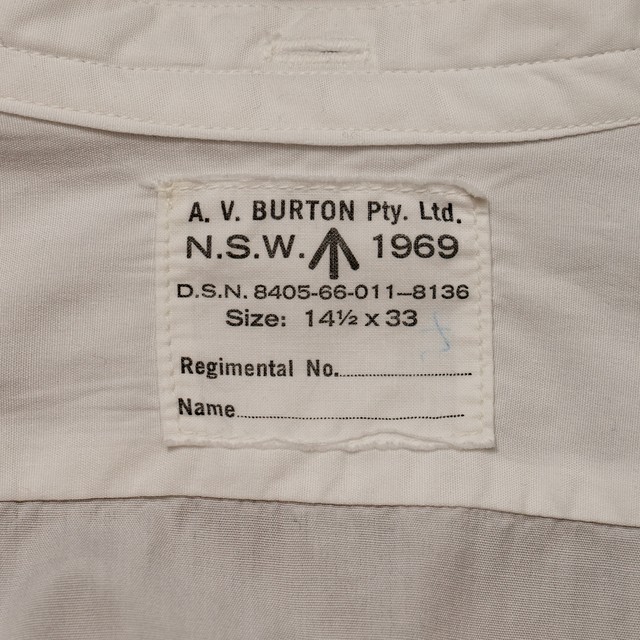 A. V. BURTON Pty. Ltd.
N.S.W. 1969
D.S.N. 8405-66-011-8136
Size: 14½ x 33
Regimental No.
Name